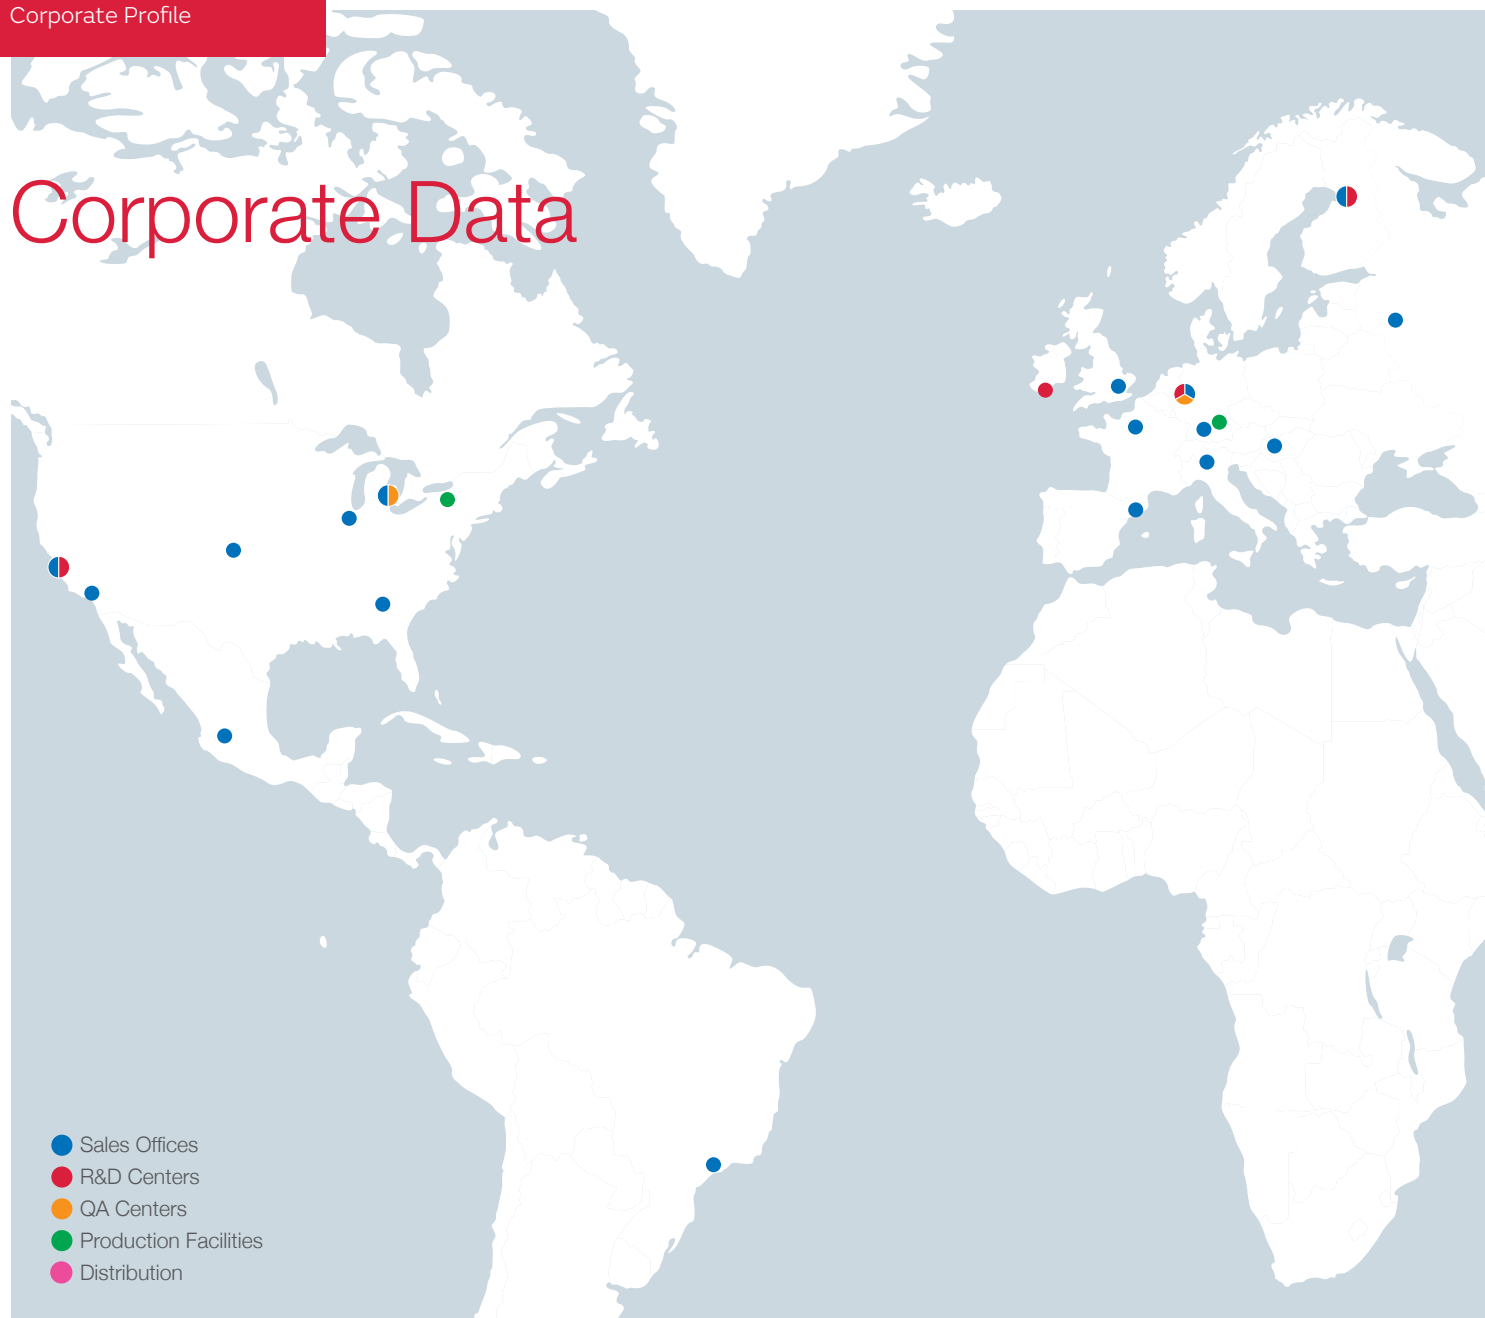 Corporate Profile
Corporate Data
Sales Offices
R&D Centers
QA Centers
Production Facilities
Distribution